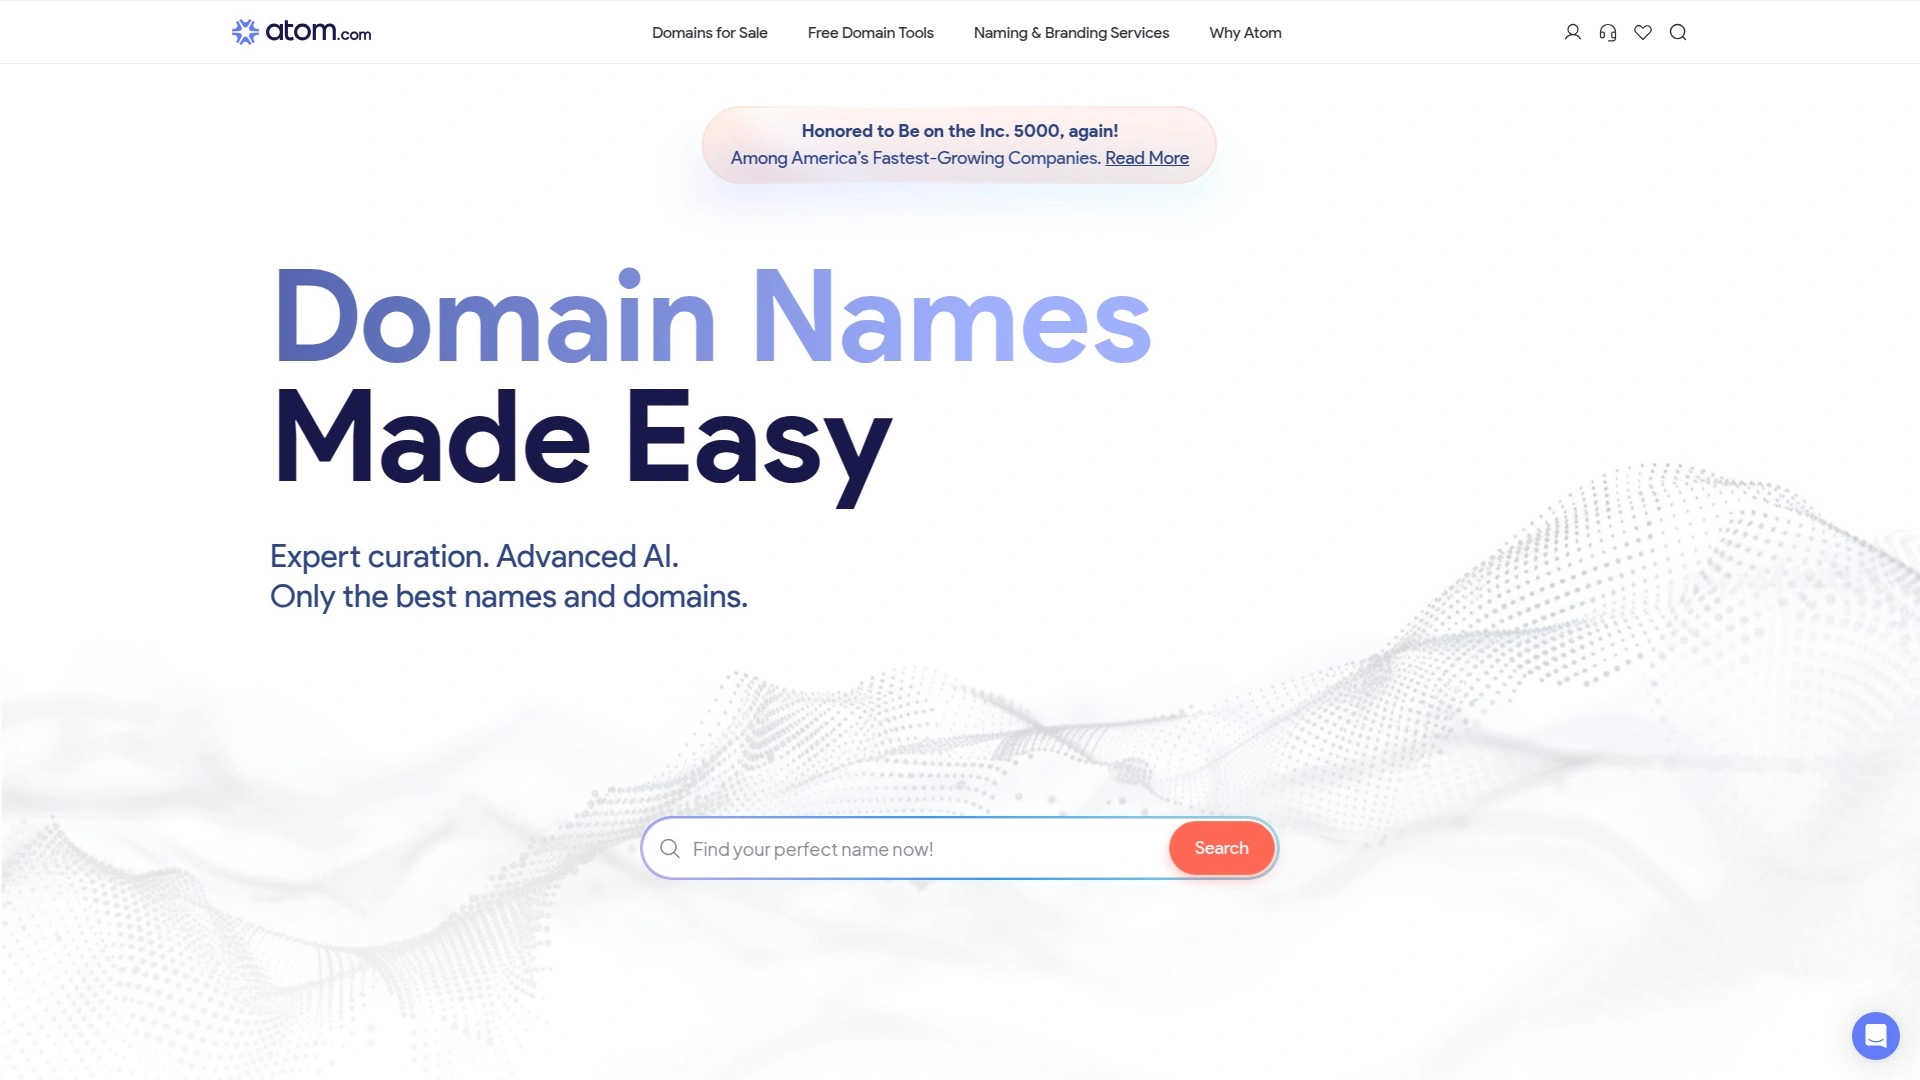 atom.com
Domains for Sale
Free Domain Tools
Naming & Branding Services
Why Atom
Honored to Be on the Inc. 5000, again!
Among America’s Fastest-Growing Companies. Read More
Domain Names
Made Easy
Expert curation. Advanced AI.
Only the best names and domains.
Find your perfect name now!
Search